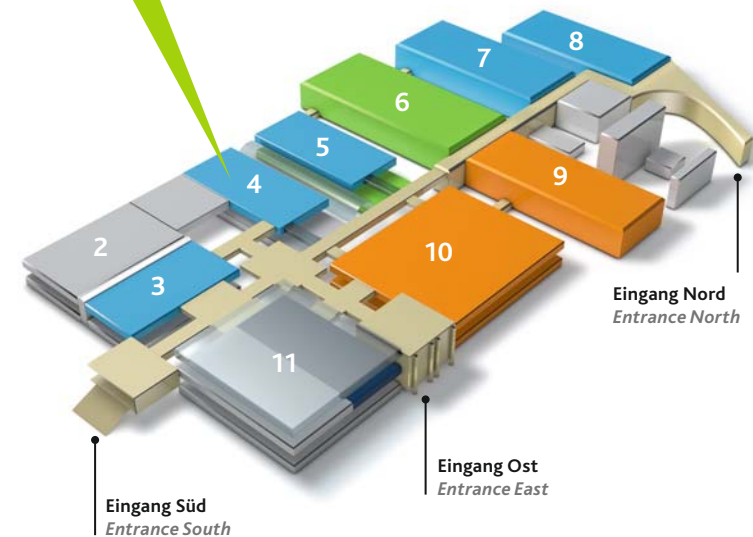 8
7
6
5
4
9
2
10
3
11
Eingang Nord
Entrance North
Eingang Ost
Entrance East
Eingang Süd
Entrance South